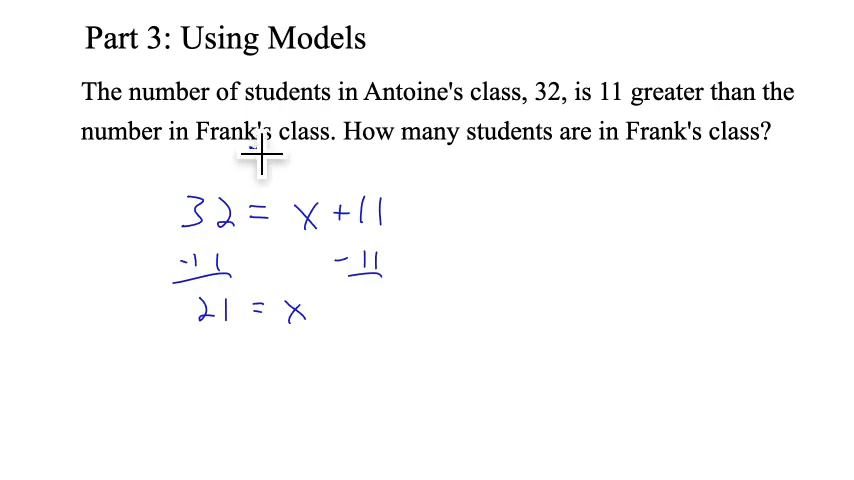 Part 3: Using Models
The number of students in Antoine's class, 32, is 11 greater than the
number in Frank's class. How many students are in Frank's class?
32 = x + 11
-11 - 11
21 = x